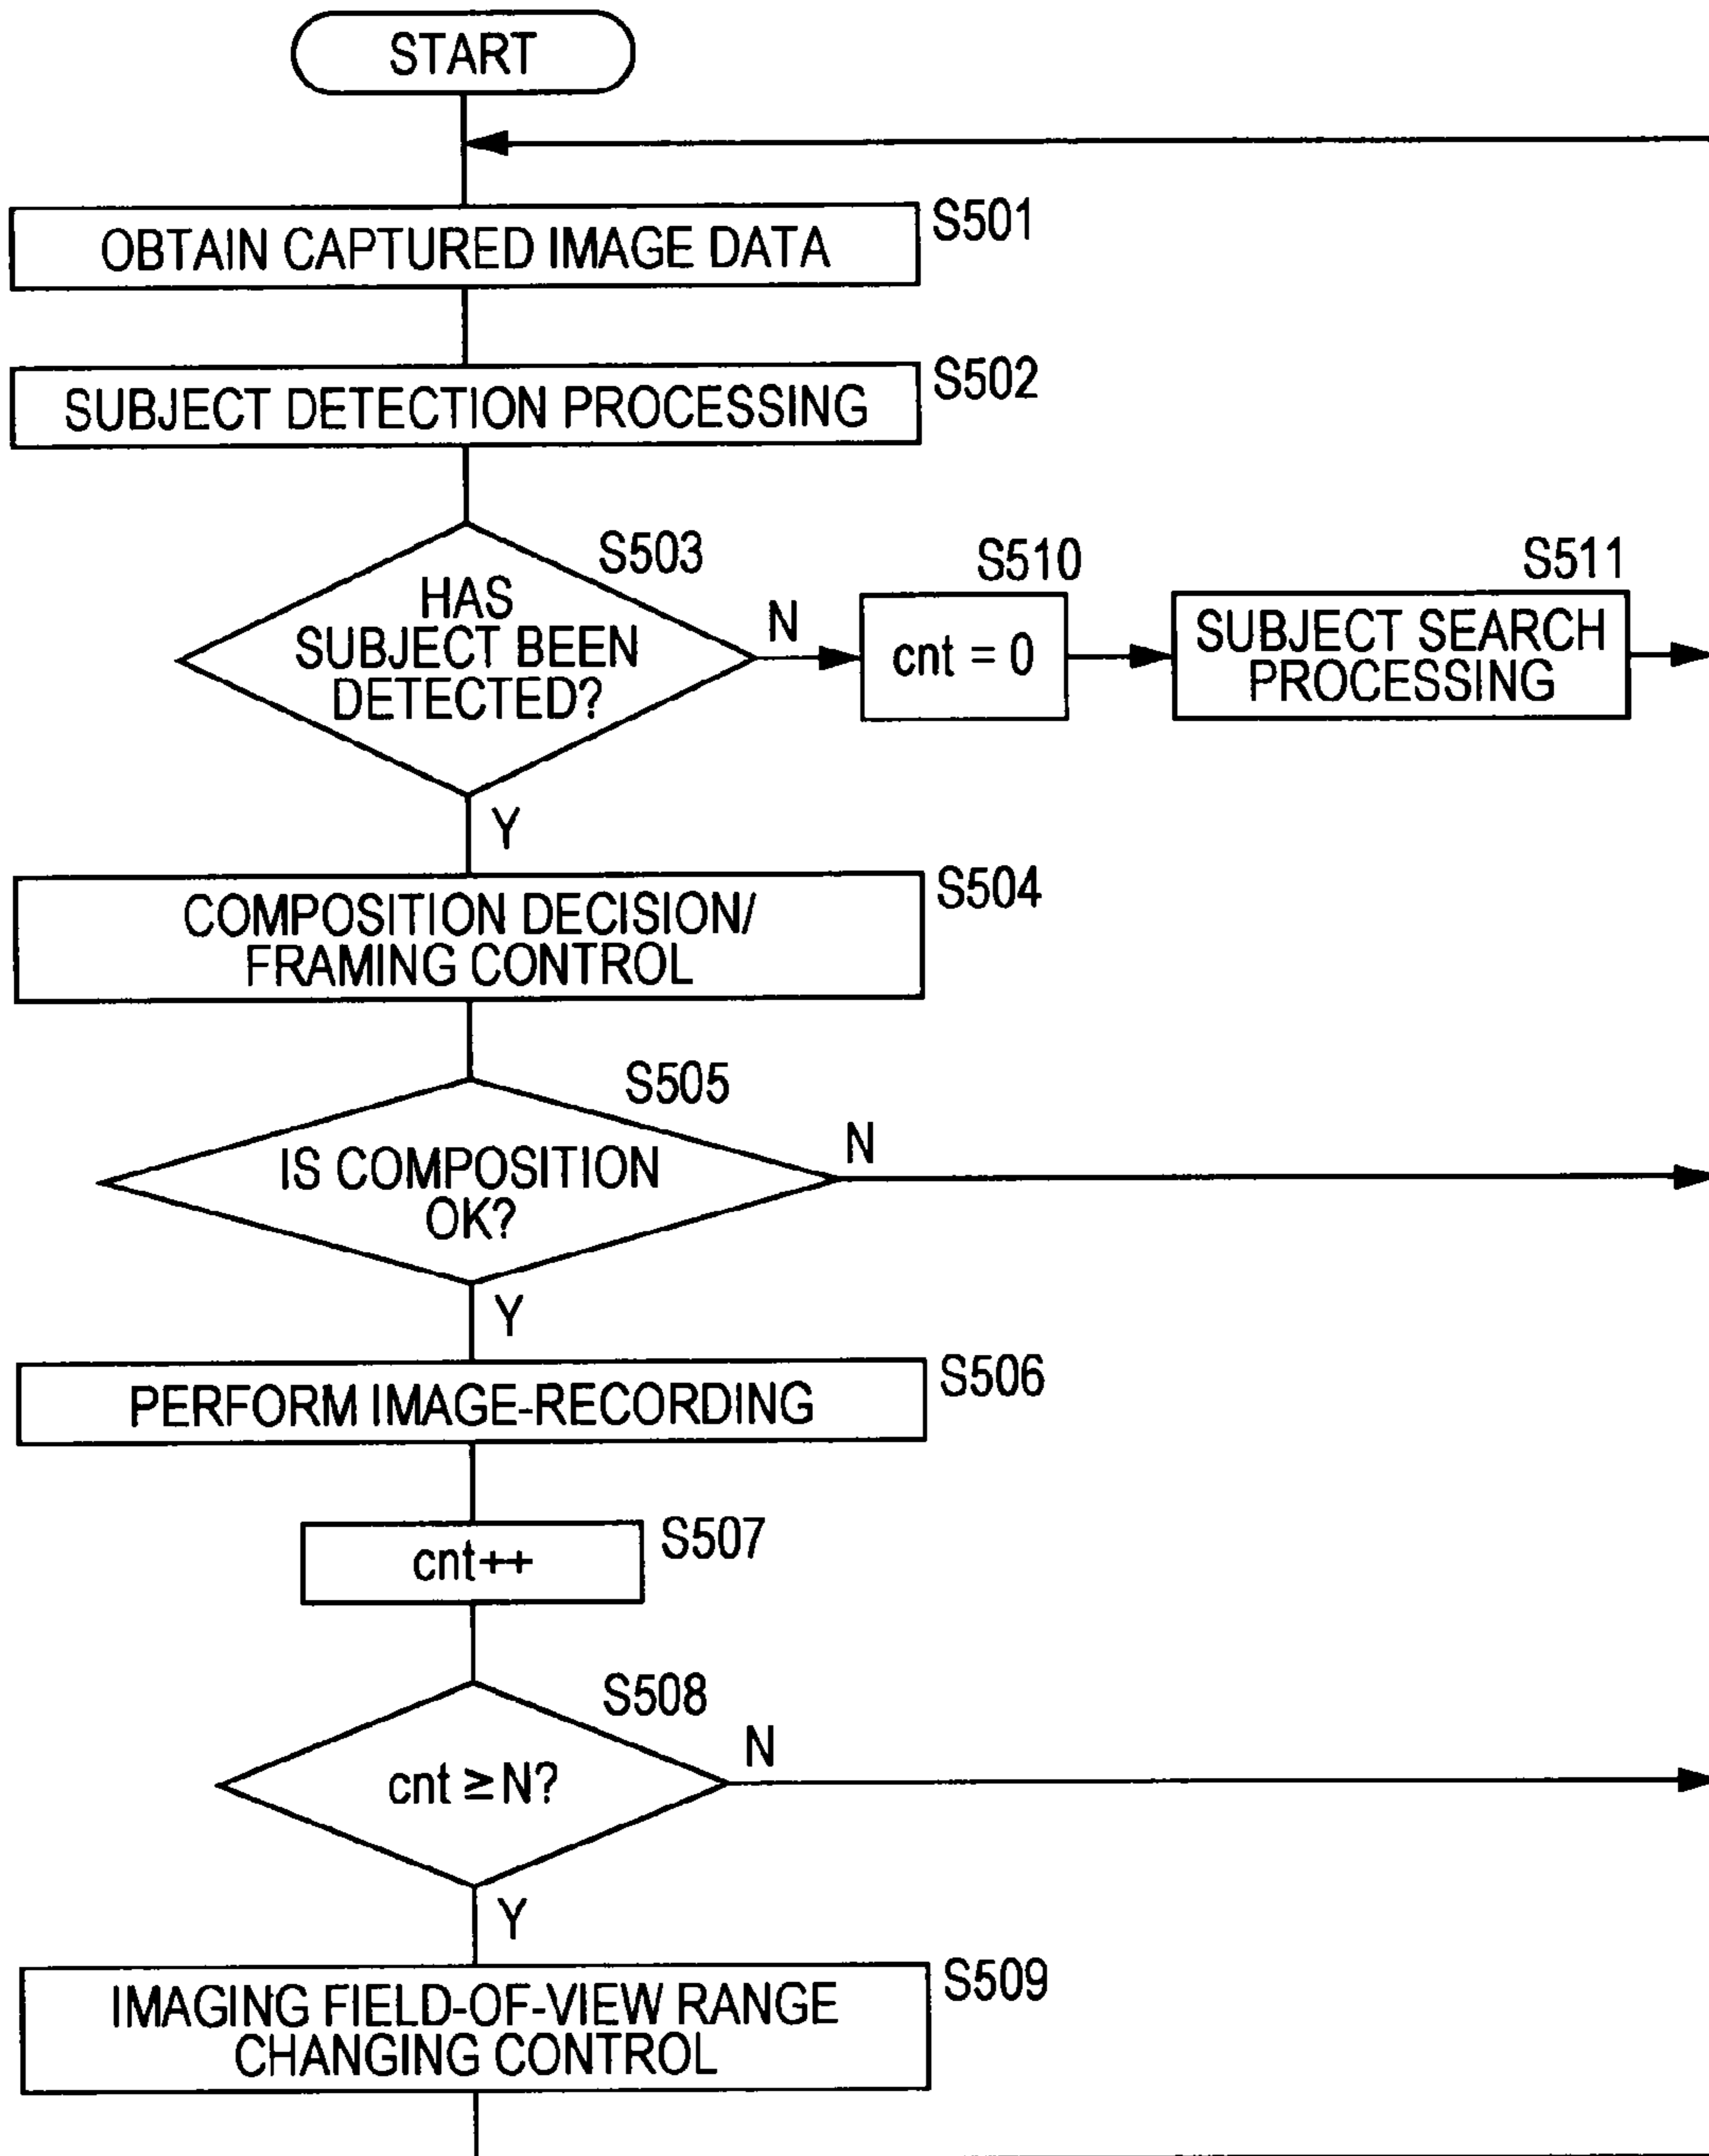 START
S501
OBTAIN CAPTURED IMAGE DATA
S502
SUBJECT DETECTION PROCESSING
S503
HAS
SUBJECT BEEN
DETECTED?
N
S510
cnt = 0
S511
SUBJECT SEARCH
PROCESSING
Y
S504
COMPOSITION DECISION/
FRAMING CONTROL
S505
IS COMPOSITION
OK?
N
Y
S506
PERFORM IMAGE-RECORDING
S507
cnt++
S508
cnt ≥ N?
N
Y
S509
IMAGING FIELD-OF-VIEW RANGE
CHANGING CONTROL